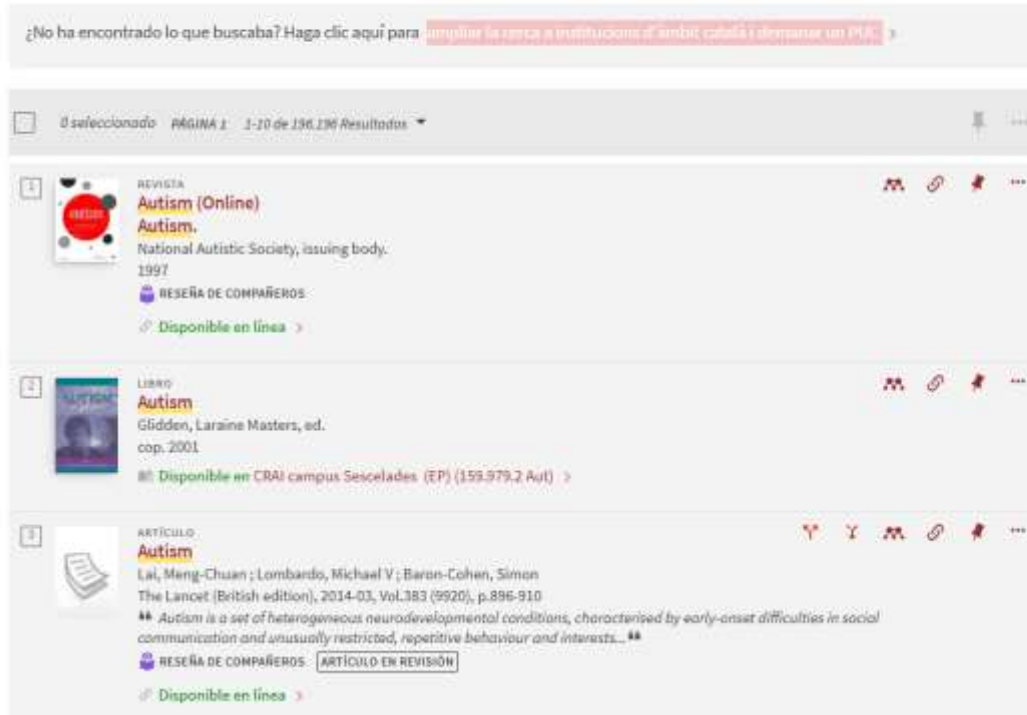 ¿No ha encontrado lo que buscaba? Haga clic aquí para ampliar la cerca a institucions d'àmbit català i demanar un PUC >
0 seleccionado PÁGINA 1 1-10 de 196.196 Resultados
1
REVISTA
Autism (Online)
Autism.
National Autistic Society, issuing body.
1997
RESEÑA DE COMPAÑEROS
Disponible en línea >
2
AUTISM
LIBRO
Autism
Glidden, Laraine Masters, ed.
cop. 2001
Disponible en CRAI campus Sescelades (EP) (159.979.2 Aut) >
3
ARTÍCULO
Autism
Lai, Meng-Chuan ; Lombardo, Michael V ; Baron-Cohen, Simon
The Lancet (British edition), 2014-03, Vol.383 (9920), p.896-910
Autism is a set of heterogeneous neurodevelopmental conditions, characterised by early-onset difficulties in social
communication and unusually restricted, repetitive behaviour and interests...
RESEÑA DE COMPAÑEROS ARTÍCULO EN REVISIÓN
Disponible en línea >